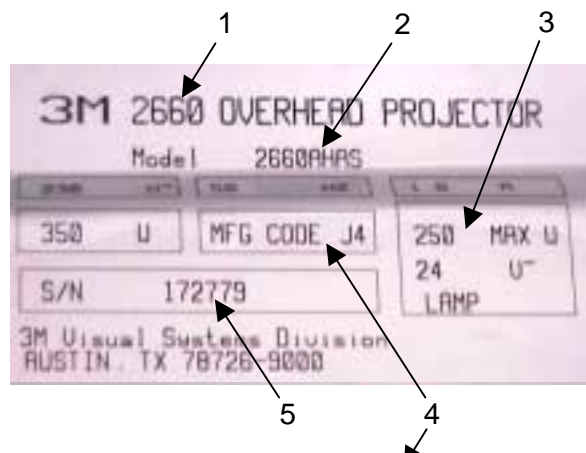 1 2 3
3M 2660 OVERHEAD PROJECTOR
Model 2660AHAS
350 W MFG CODE J4 250 MAX W
24 V~
S/N 172779 LAMP
3M Visual Systems Division
AUSTIN, TX 78726-9000
5 4